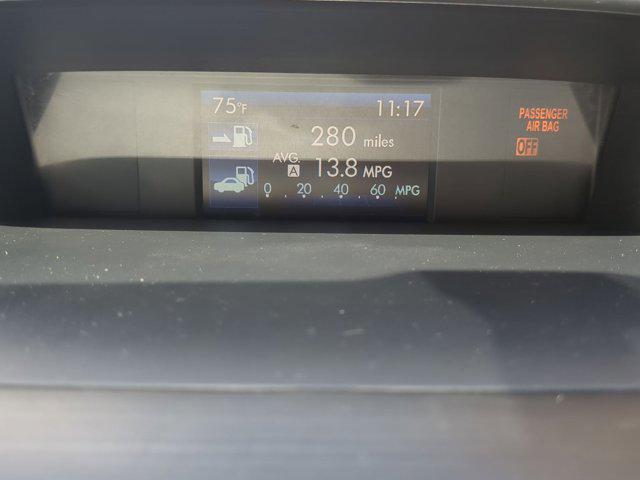 75°F 11:17
280 miles
AVG. A 13.8 MPG
0 20 40 60 MPG
PASSENGER
AIR BAG
OFF